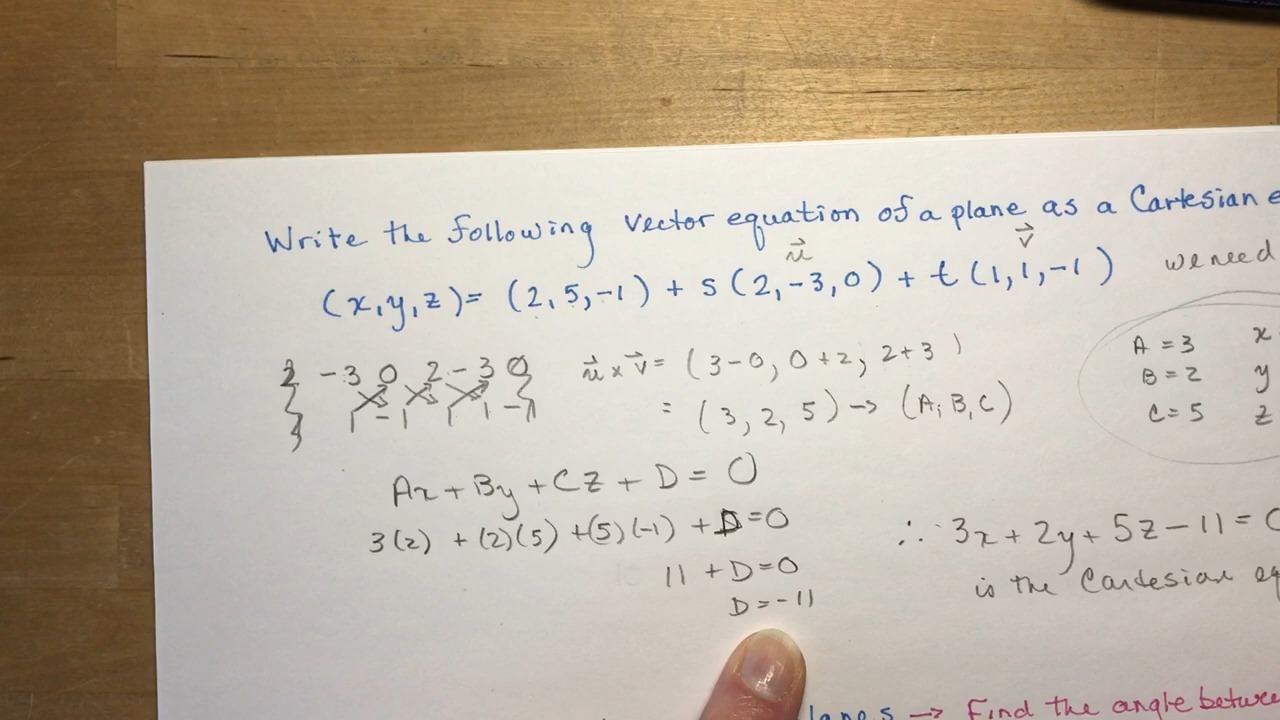 Write the following vector equation of a plane as a Cartesian e
u⃗ v⃗
(x,y,z)= (2,5,-1) + s(2,-3,0) + t(1,1,-1) we need
2 -3 0 2 -3 0 u⃗ x v⃗ = (3-0, 0+2, 2+3)
1 -1 1 1 -1
= (3, 2, 5) → (A, B, C)
A = 3 x
B = 2 y
C = 5 z
Ax + By + Cz + D = 0
3(2) + (2)(5) + (5)(-1) + D = 0
11 + D = 0
D = -11
∴ 3x + 2y + 5z - 11 = 0
is the Cartesian eq
lanes → Find the angle betwee